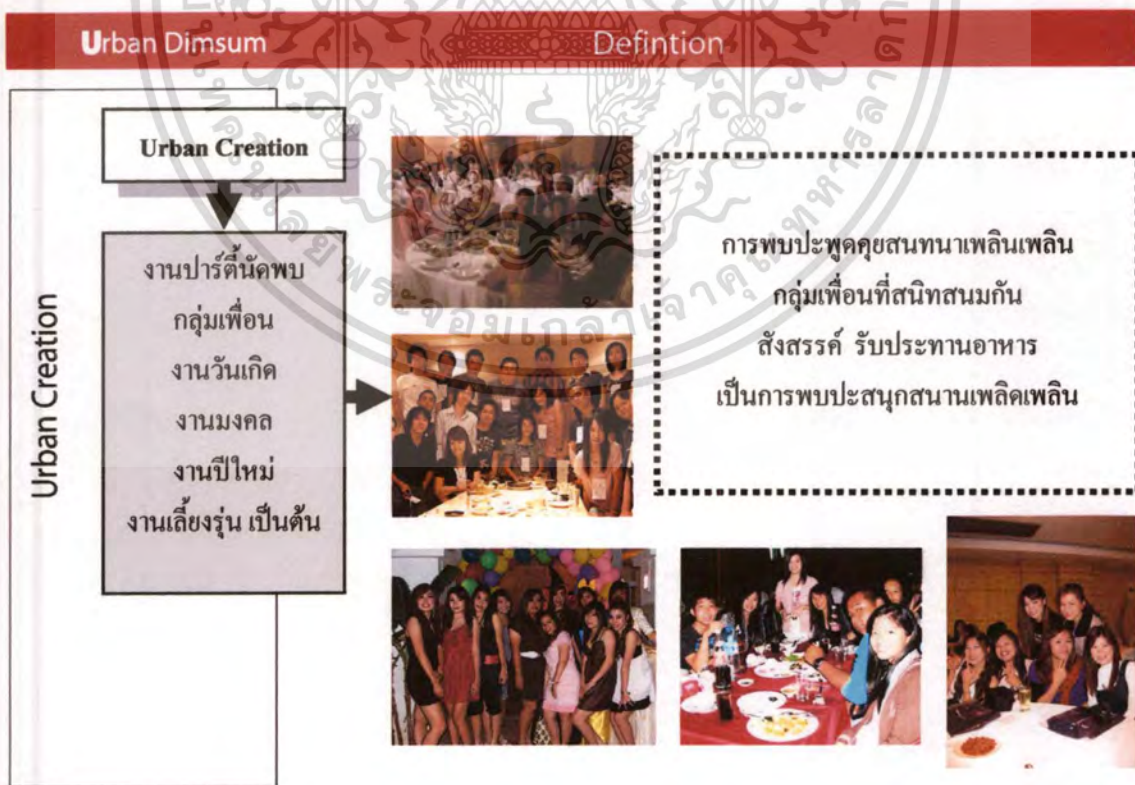 Urban Dimsum
Defintion
Urban Creation
Urban Creation
งานปาร์ตี้นัดพบ
กลุ่มเพื่อน
งานวันเกิด
งานมงคล
งานปีใหม่
งานเลี้ยงรุ่น เป็นต้น
การพบปะพูดคุยสนทนาเพลินเพลิน
กลุ่มเพื่อนที่สนิทสนมกัน
สังสรรค์ รับประทานอาหาร
เป็นการพบปะสนุกสนานเพลิดเพลิน